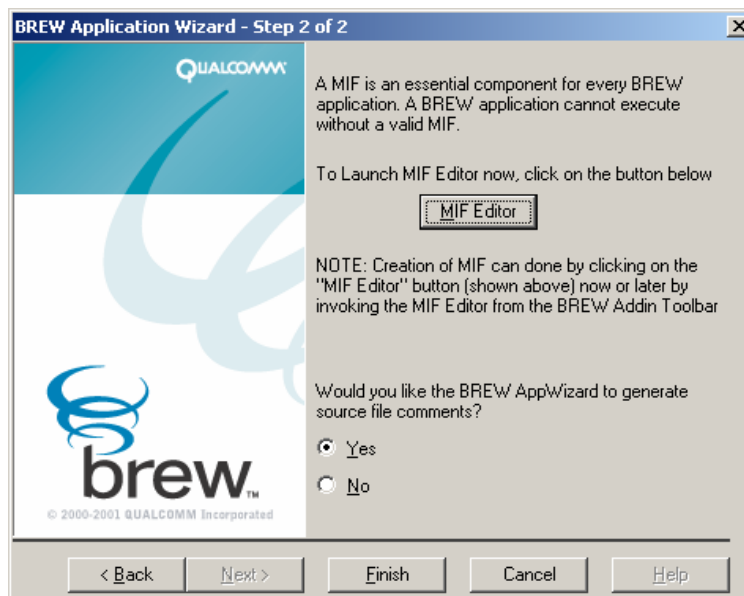 BREW Application Wizard - Step 2 of 2
QUALCOMM
A MIF is an essential component for every BREW
application. A BREW application cannot execute
without a valid MIF.
To Launch MIF Editor now, click on the button below
MIF Editor
NOTE: Creation of MIF can done by clicking on the
"MIF Editor" button (shown above) now or later by
invoking the MIF Editor from the BREW Addin Toolbar
Would you like the BREW AppWizard to generate
source file comments?
Yes
No
brew™
© 2000-2001 QUALCOMM Incorporated
< Back Next > Finish Cancel Help